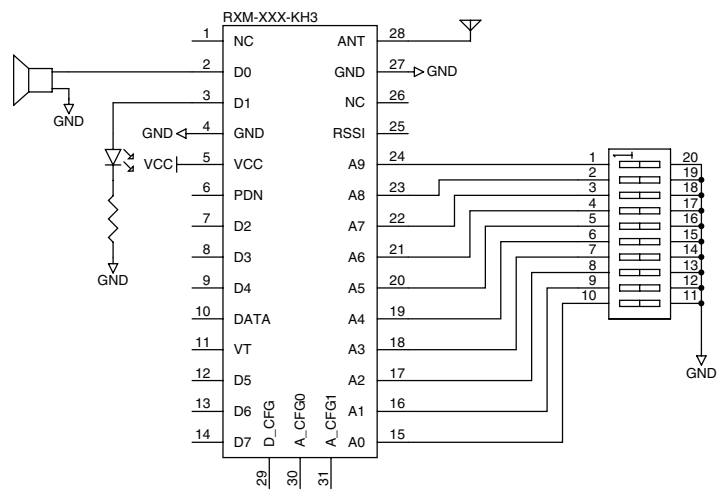 RXM-XXX-KH3
1 NC ANT 28
2 D0 GND 27 GND
3 D1 NC 26
GND
GND 4 GND RSSI 25
VCC 5 VCC A9 24 1 20
2 19
6 PDN A8 23 3 18
4 17
7 D2 A7 22 5 16
6 15
8 D3 A6 21 7 14
GND
8 13
9 D4 A5 20 9 12
10 11
10 DATA A4 19
11 VT A3 18
GND
12 D5 A2 17
13 D6 A1 16
14 D7 A0 15
D_CFG A_CFG0 A_CFG1
29 30 31